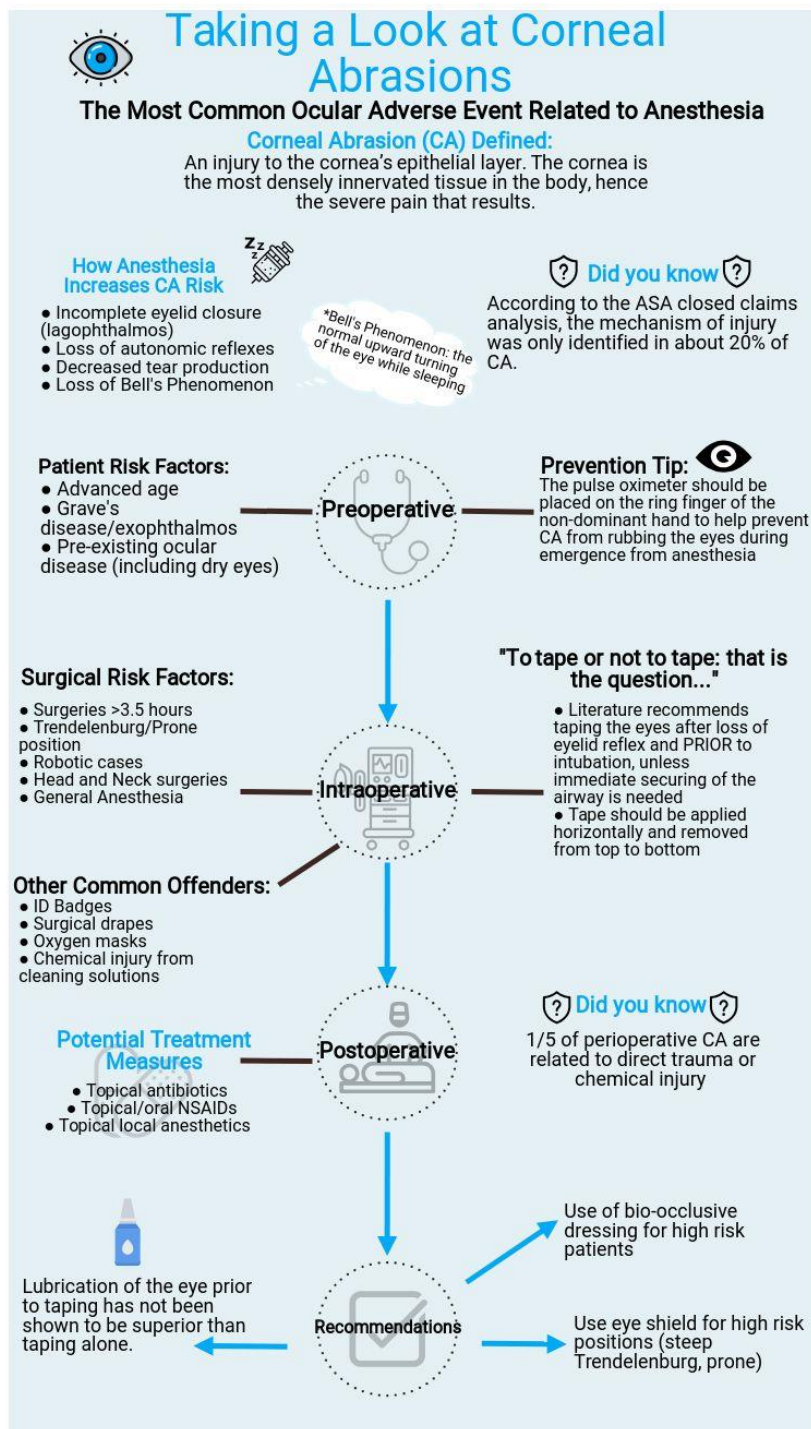 Taking a Look at Corneal
Abrasions
The Most Common Ocular Adverse Event Related to Anesthesia
Corneal Abrasion (CA) Defined:
An injury to the cornea's epithelial layer. The cornea is
the most densely innervated tissue in the body, hence
the severe pain that results.
How Anesthesia
Increases CA Risk
Z Z
z
● Incomplete eyelid closure
(lagophthalmos)
● Loss of autonomic reflexes
● Decreased tear production
● Loss of Bell's Phenomenon
*Bell's Phenomenon: the
normal upward turning
of the eye while sleeping
? Did you know ?
According to the ASA closed claims
analysis, the mechanism of injury
was only identified in about 20% of
CA.
Patient Risk Factors:
● Advanced age
● Grave's
disease/exophthalmos
● Pre-existing ocular
disease (including dry eyes)
Preoperative
Prevention Tip:
The pulse oximeter should be
placed on the ring finger of the
non-dominant hand to help prevent
CA from rubbing the eyes during
emergence from anesthesia
Surgical Risk Factors:
● Surgeries >3.5 hours
● Trendelenburg/Prone
position
● Robotic cases
● Head and Neck surgeries
● General Anesthesia
Intraoperative
"To tape or not to tape: that is
the question..."
● Literature recommends
taping the eyes after loss of
eyelid reflex and PRIOR to
intubation, unless
immediate securing of the
airway is needed
● Tape should be applied
horizontally and removed
from top to bottom
Other Common Offenders:
● ID Badges
● Surgical drapes
● Oxygen masks
● Chemical injury from
cleaning solutions
Potential Treatment
Measures
● Topical antibiotics
● Topical/oral NSAIDs
● Topical local anesthetics
Postoperative
? Did you know ?
1/5 of perioperative CA are
related to direct trauma or
chemical injury
Lubrication of the eye prior
to taping has not been
shown to be superior than
taping alone.
Recommendations
Use of bio-occlusive
dressing for high risk
patients
Use eye shield for high risk
positions (steep
Trendelenburg, prone)